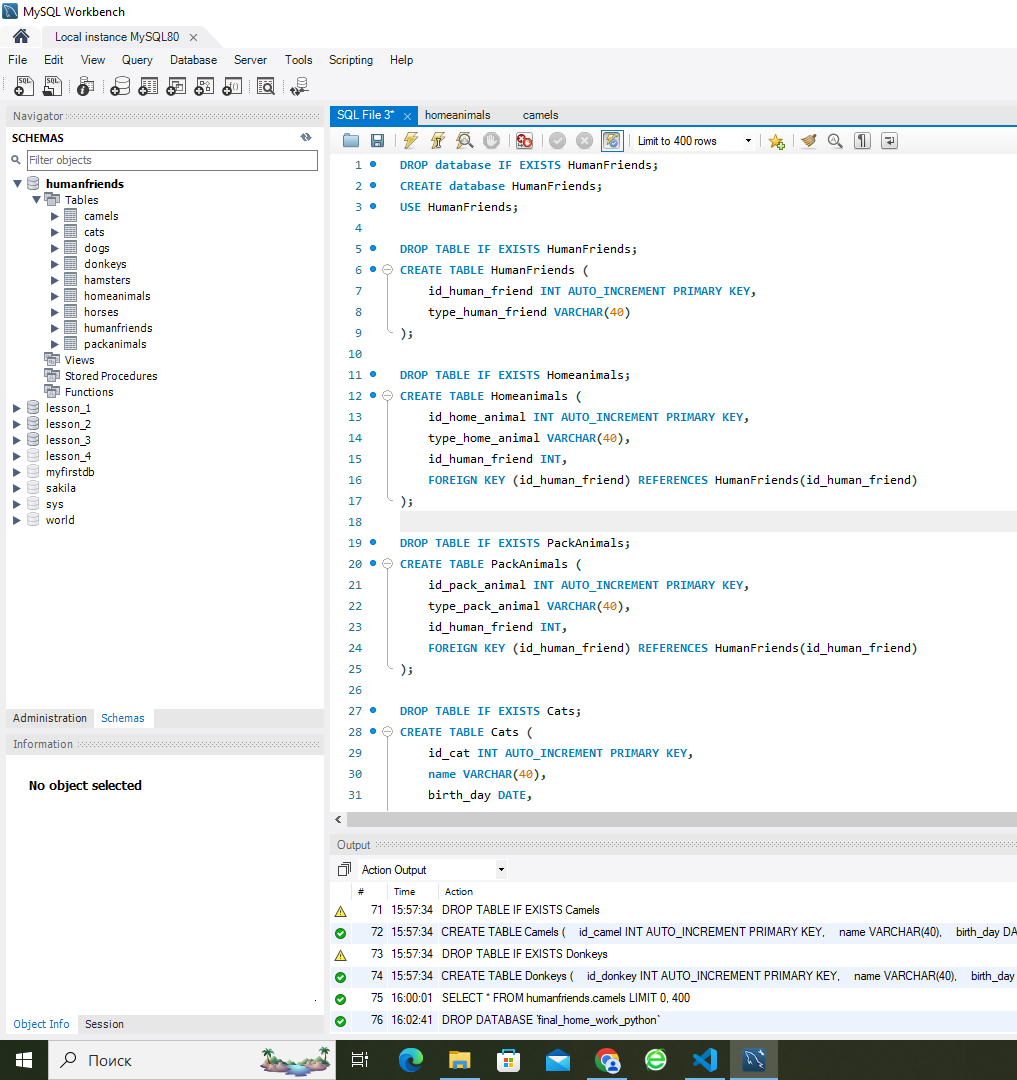 MySQL Workbench
Local instance MySQL80
File Edit View Query Database Server Tools Scripting Help
Navigator
SCHEMAS
Filter objects
humanfriends
Tables
camels
cats
dogs
donkeys
hamsters
homeanimals
horses
humanfriends
packanimals
Views
Stored Procedures
Functions
lesson_1
lesson_2
lesson_3
lesson_4
myfirstdb
sakila
sys
world
Administration Schemas
Information
No object selected
Object Info Session
SQL File 3* homeanimals camels
Limit to 400 rows
1 DROP database IF EXISTS HumanFriends;
2 CREATE database HumanFriends;
3 USE HumanFriends;
4
5 DROP TABLE IF EXISTS HumanFriends;
6 CREATE TABLE HumanFriends (
7 id_human_friend INT AUTO_INCREMENT PRIMARY KEY,
8 type_human_friend VARCHAR(40)
9 );
10
11 DROP TABLE IF EXISTS Homeanimals;
12 CREATE TABLE Homeanimals (
13 id_home_animal INT AUTO_INCREMENT PRIMARY KEY,
14 type_home_animal VARCHAR(40),
15 id_human_friend INT,
16 FOREIGN KEY (id_human_friend) REFERENCES HumanFriends(id_human_friend)
17 );
18
19 DROP TABLE IF EXISTS PackAnimals;
20 CREATE TABLE PackAnimals (
21 id_pack_animal INT AUTO_INCREMENT PRIMARY KEY,
22 type_pack_animal VARCHAR(40),
23 id_human_friend INT,
24 FOREIGN KEY (id_human_friend) REFERENCES HumanFriends(id_human_friend)
25 );
26
27 DROP TABLE IF EXISTS Cats;
28 CREATE TABLE Cats (
29 id_cat INT AUTO_INCREMENT PRIMARY KEY,
30 name VARCHAR(40),
31 birth_day DATE,
Output
Action Output
# Time Action
71 15:57:34 DROP TABLE IF EXISTS Camels
72 15:57:34 CREATE TABLE Camels ( id_camel INT AUTO_INCREMENT PRIMARY KEY, name VARCHAR(40), birth_day DA
73 15:57:34 DROP TABLE IF EXISTS Donkeys
74 15:57:34 CREATE TABLE Donkeys ( id_donkey INT AUTO_INCREMENT PRIMARY KEY, name VARCHAR(40), birth_day
75 16:00:01 SELECT * FROM humanfriends.camels LIMIT 0, 400
76 16:02:41 DROP DATABASE `final_home_work_python`
Поиск